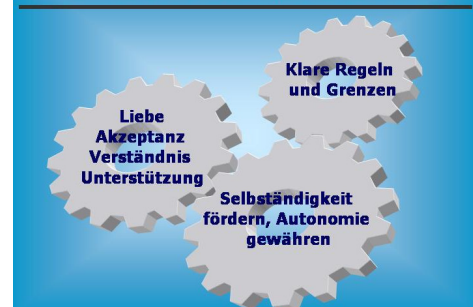 Klare Regeln
und Grenzen
Liebe
Akzeptanz
Verständnis
Unterstützung
Selbständigkeit
fördern, Autonomie
gewähren